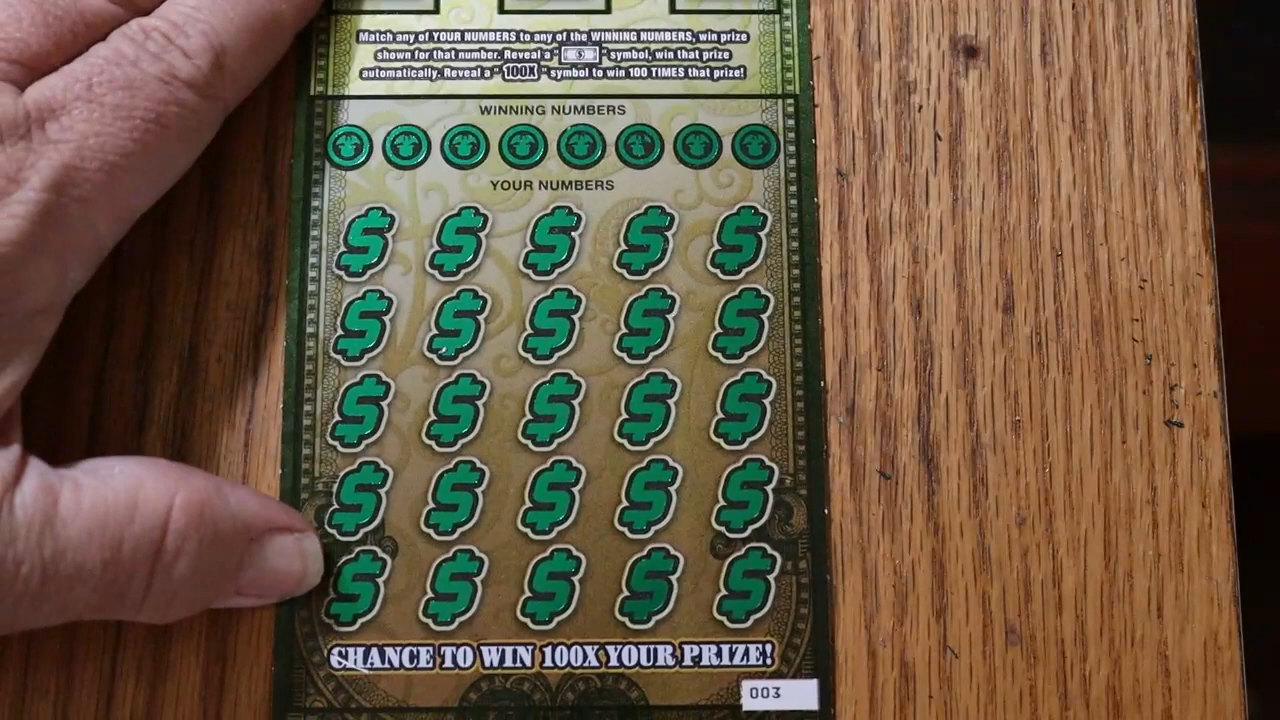 Match any of YOUR NUMBERS to any of the WINNING NUMBERS, win prize
shown for that number. Reveal a " $ " symbol, win that prize
automatically. Reveal a " 100X " symbol to win 100 TIMES that prize!
WINNING NUMBERS
YOUR NUMBERS
$ $ $ $ $
$ $ $ $ $
$ $ $ $ $
$ $ $ $ $
$ $ $ $ $
CHANCE TO WIN 100X YOUR PRIZE!
003